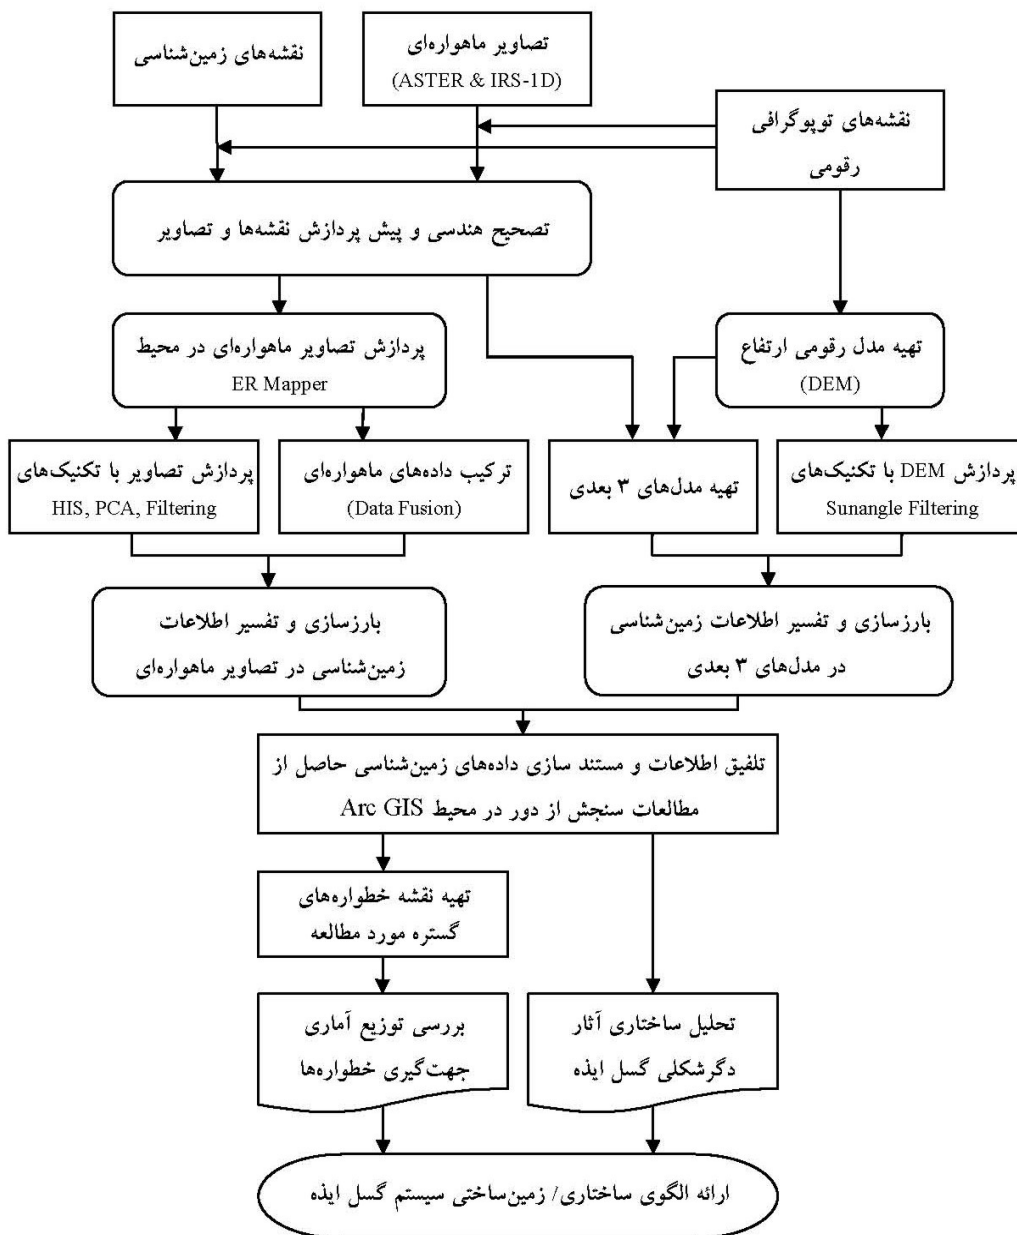 نقشه‌های زمین‌شناسی
تصاویر ماهواره‌ای
(ASTER & IRS-1D)
نقشه‌های توپوگرافی
رقومی
تصحیح هندسی و پیش پردازش نقشه‌ها و تصاویر
پردازش تصاویر ماهواره‌ای در محیط
ER Mapper
تهیه مدل رقومی ارتفاع
(DEM)
پردازش تصاویر با تکنیک‌های
HIS, PCA, Filtering
ترکیب داده‌های ماهواره‌ای
(Data Fusion)
تهیه مدل‌های ۳ بعدی
پردازش DEM با تکنیک‌های
Sunangle Filtering
بارزسازی و تفسیر اطلاعات
زمین‌شناسی در تصاویر ماهواره‌ای
بارزسازی و تفسیر اطلاعات زمین‌شناسی
در مدل‌های ۳ بعدی
تلفیق اطلاعات و مستند سازی داده‌های زمین‌شناسی حاصل از
مطالعات سنجش از دور در محیط Arc GIS
تهیه نقشه خطواره‌های
گستره مورد مطالعه
بررسی توزیع آماری
جهت‌گیری خطواره‌ها
تحلیل ساختاری آثار
دگرشکلی گسل ایذه
ارائه الگوی ساختاری/ زمین‌ساختی سیستم گسل ایذه